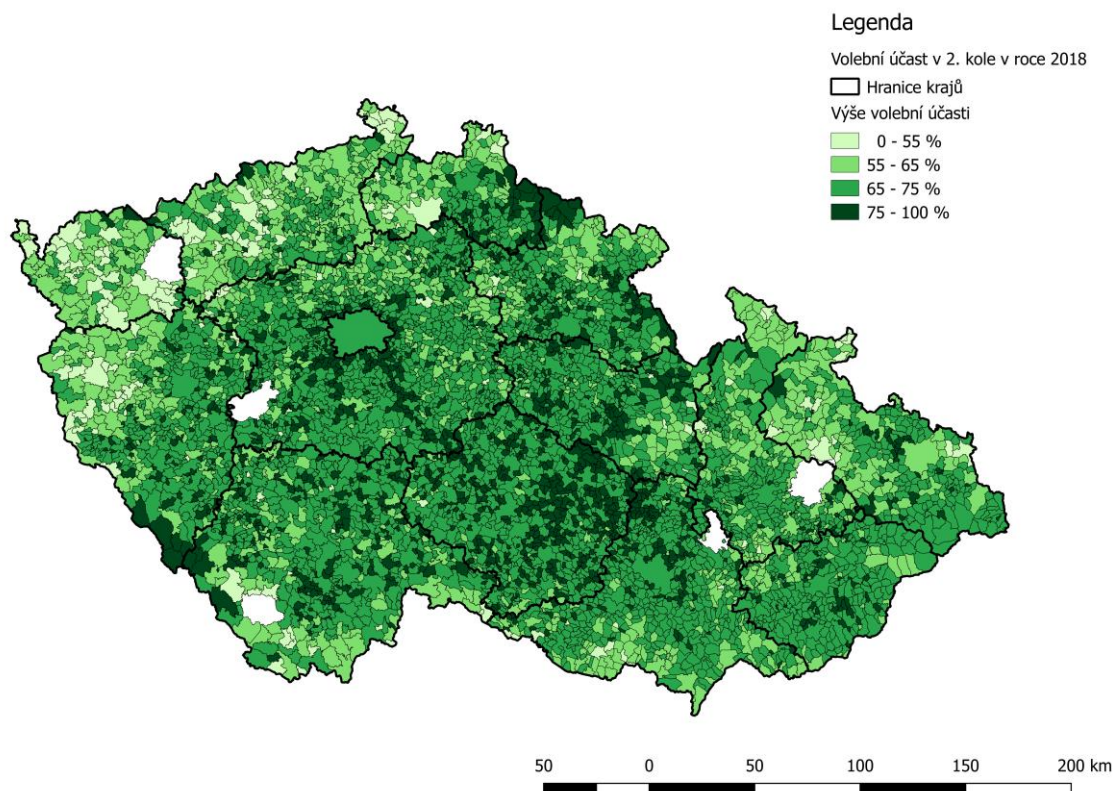 Legenda
Volební účast v 2. kole v roce 2018
Hranice krajů
Výše volební účasti
0 - 55 %
55 - 65 %
65 - 75 %
75 - 100 %
50 0 50 100 150 200 km